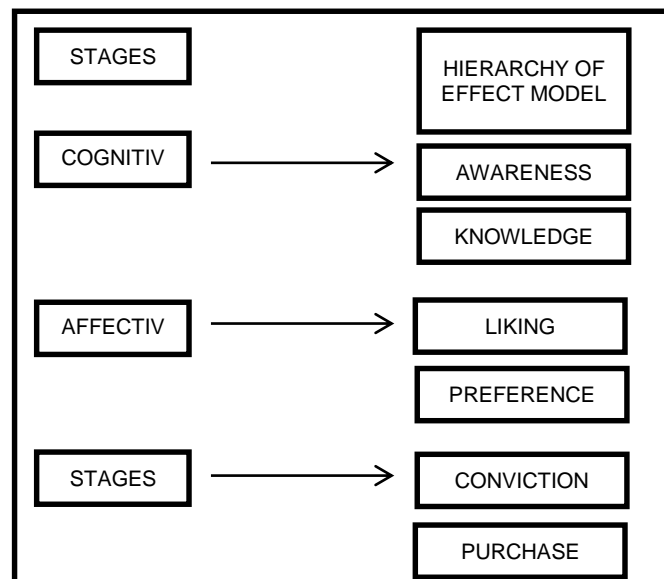 STAGES
HIERARCHY OF
EFFECT MODEL
COGNITIV
AWARENESS
KNOWLEDGE
AFFECTIV
LIKING
PREFERENCE
STAGES
CONVICTION
PURCHASE